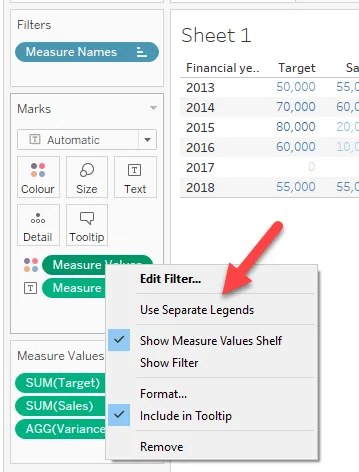 Filters
Measure Names
Marks
Automatic
Colour Size Text
Detail Tooltip
Measure Values
Measure
Measure Values
SUM(Target)
SUM(Sales)
AGG(Variance
Sheet 1
Financial ye.. Target Sa
2013 50,000 55,0
2014 70,000 60,0
2015 80,000 20,0
2016 60,000 10,0
2017 0
2018 55,000 55,0
Edit Filter...
Use Separate Legends
Show Measure Values Shelf
Show Filter
Format...
Include in Tooltip
Remove